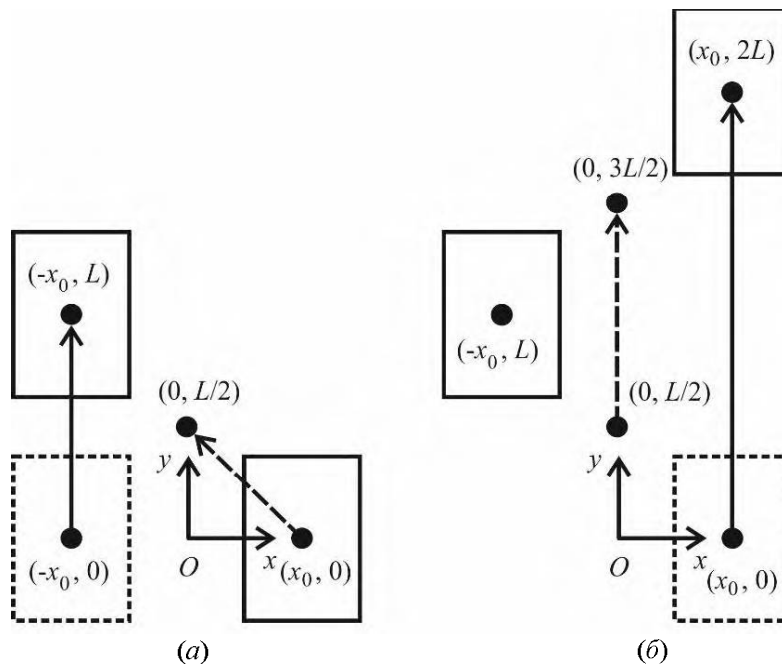 (x₀, 2L)
(0, 3L/2)
(-x₀, L)
(-x₀, L)
(0, L/2)
(0, L/2)
y
y
(-x₀, 0)
O
x
(x₀, 0)
O
x
(x₀, 0)
(а)
(б)